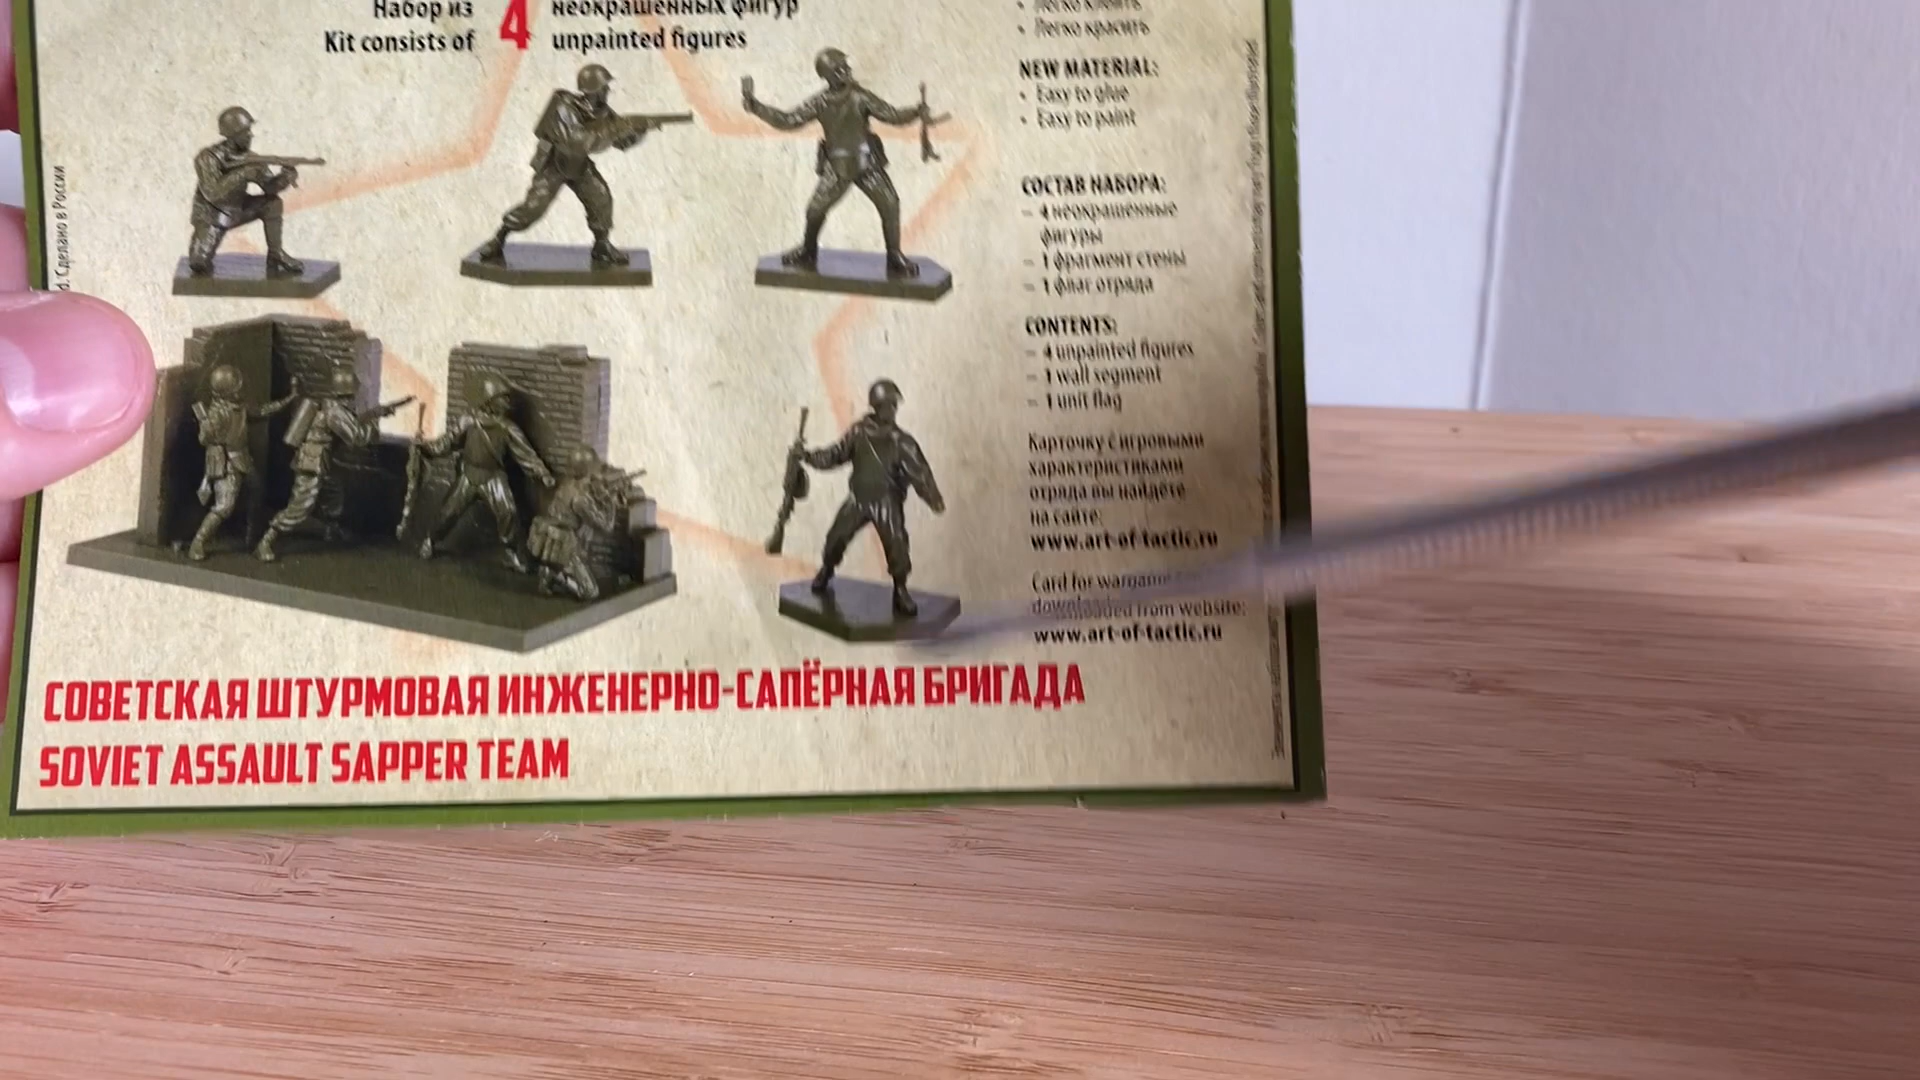 Набор из 4 неокрашенных фигур
Kit consists of 4 unpainted figures
• Легко клеить
• Легко красить
NEW MATERIAL:
• Easy to glue
• Easy to paint
СОСТАВ НАБОРА:
– 4 неокрашенные
фигуры
– 1 фрагмент стены
– 1 флаг отряда
CONTENTS:
– 4 unpainted figures
– 1 wall segment
– 1 unit flag
Карточку с игровыми
характеристиками
отряда вы найдёте
на сайте:
www.art-of-tactic.ru
Card for wargame
from website:
www.art-of-tactic.ru
Сделано в России
СОВЕТСКАЯ ШТУРМОВАЯ ИНЖЕНЕРНО-САПЁРНАЯ БРИГАДА
SOVIET ASSAULT SAPPER TEAM